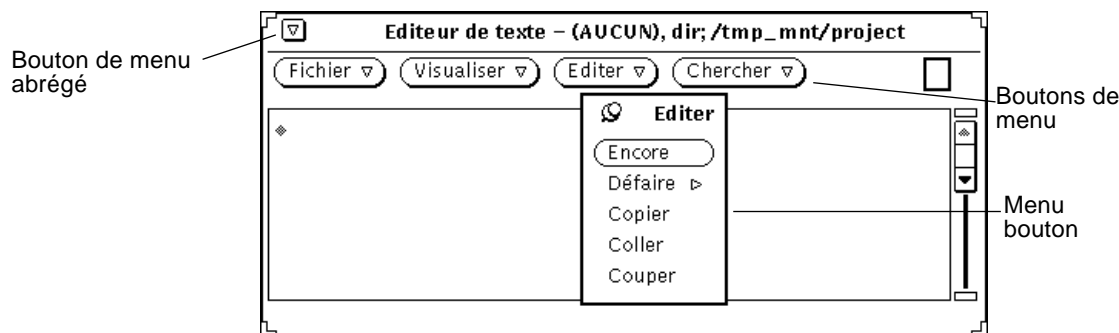 Editeur de texte – (AUCUN), dir; /tmp_mnt/project
Bouton de menu
abrégé
Fichier
Visualiser
Editer
Chercher
Boutons de
menu
Editer
Encore
Défaire
Copier
Coller
Couper
Menu
bouton